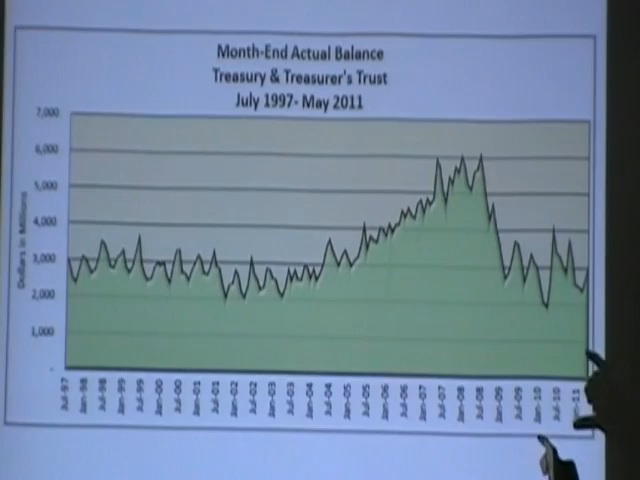 Month-End Actual Balance
Treasury & Treasurer's Trust
July 1997- May 2011
7,000
6,000
5,000
4,000
3,000
2,000
1,000
-
Dollars in Millions
Jul-97
Jan-98
Jul-98
Jan-99
Jul-99
Jan-00
Jul-00
Jan-01
Jul-01
Jan-02
Jul-02
Jan-03
Jul-03
Jan-04
Jul-04
Jan-05
Jul-05
Jan-06
Jul-06
Jan-07
Jul-07
Jan-08
Jul-08
Jan-09
Jul-09
Jan-10
Jul-10